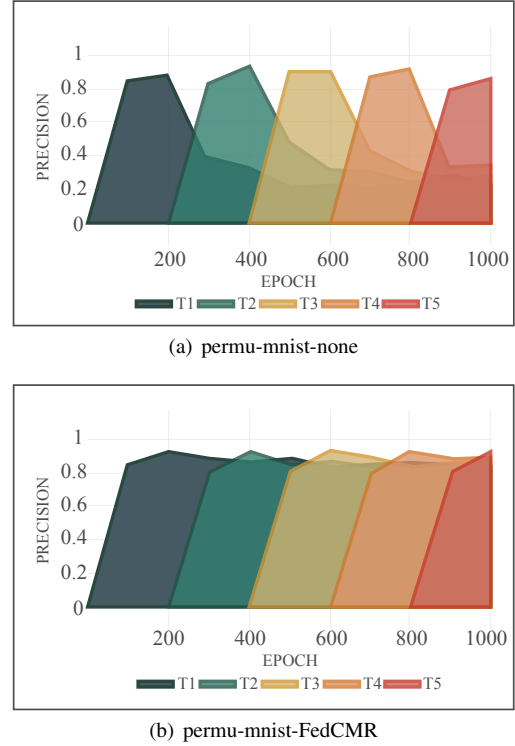 1
0.8
0.6
0.4
0.2
0
PRECISION
200 400 600 800 1000
EPOCH
T1 T2 T3 T4 T5
(a) permu-mnist-none
1
0.8
0.6
0.4
0.2
0
PRECISION
200 400 600 800 1000
EPOCH
T1 T2 T3 T4 T5
(b) permu-mnist-FedCMR